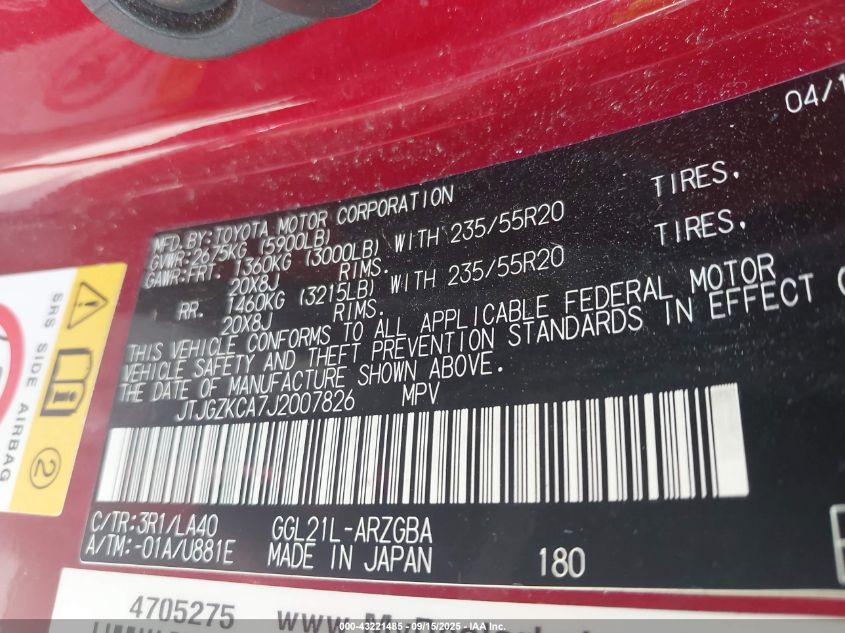 04/1
MFD.BY:TOYOTA MOTOR CORPORATION
GVWR:2675KG (5900LB)
GAWR:FRT. 1360KG (3000LB) WITH 235/55R20 TIRES.
20X8J RIMS.
RR. 1460KG (3215LB) WITH 235/55R20 TIRES.
20X8J RIMS.
THIS VEHICLE CONFORMS TO ALL APPLICABLE FEDERAL MOTOR
VEHICLE SAFETY AND THEFT PREVENTION STANDARDS IN EFFECT
THE DATE OF MANUFACTURE SHOWN ABOVE.
JTJGZKCA7J2007826 MPV
C/TR:3R1/LA40 GGL21L-ARZGBA
A/TM:-01A/U881E MADE IN JAPAN 180
SRS SIDE AIRBAG
2
4705275
000-43221485 - 09/15/2025 - IAA Inc.